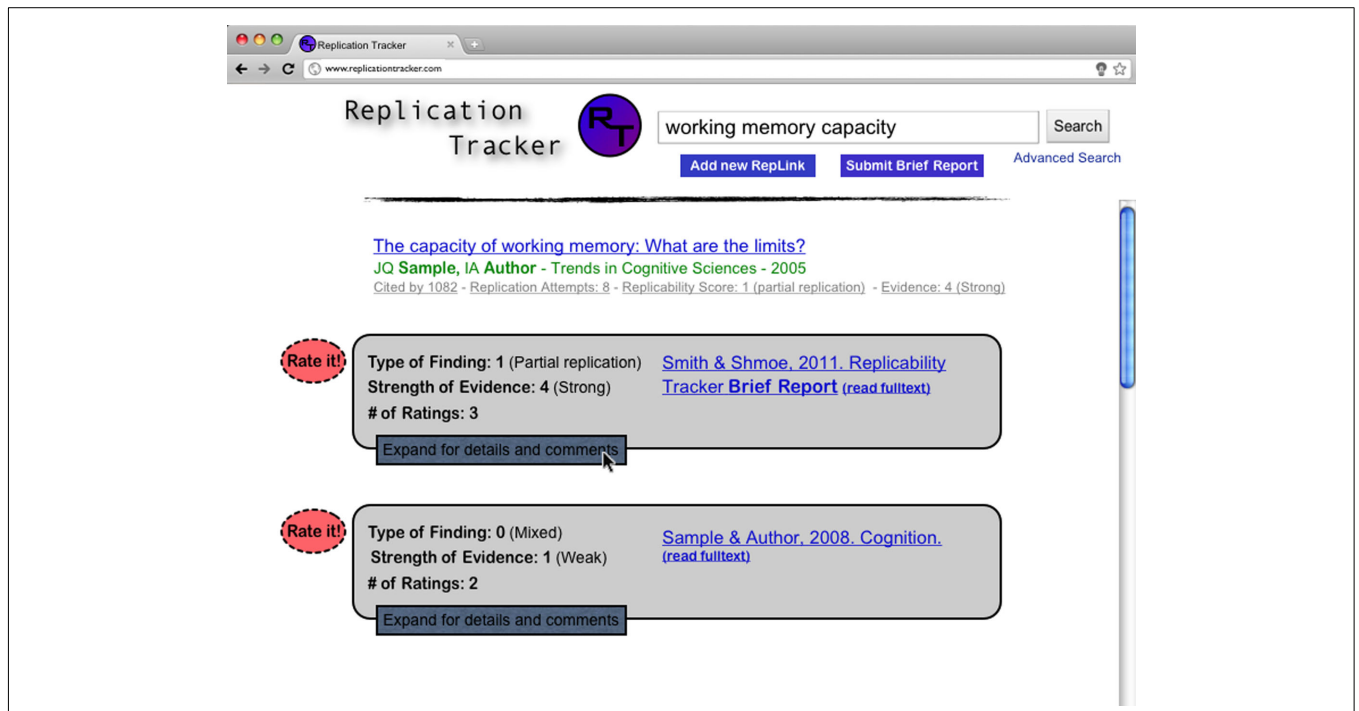 Replication Tracker
www.replicationtracker.com
Replication
Tracker
RT
working memory capacity
Search
Add new RepLink
Submit Brief Report
Advanced Search
The capacity of working memory: What are the limits?
JQ Sample, IA Author - Trends in Cognitive Sciences - 2005
Cited by 1082 - Replication Attempts: 8 - Replicability Score: 1 (partial replication) - Evidence: 4 (Strong)
Rate it!
Type of Finding: 1 (Partial replication)
Strength of Evidence: 4 (Strong)
# of Ratings: 3
Smith & Shmoe, 2011. Replicability
Tracker Brief Report (read fulltext)
Expand for details and comments
Rate it!
Type of Finding: 0 (Mixed)
Strength of Evidence: 1 (Weak)
# of Ratings: 2
Sample & Author, 2008. Cognition.
(read fulltext)
Expand for details and comments